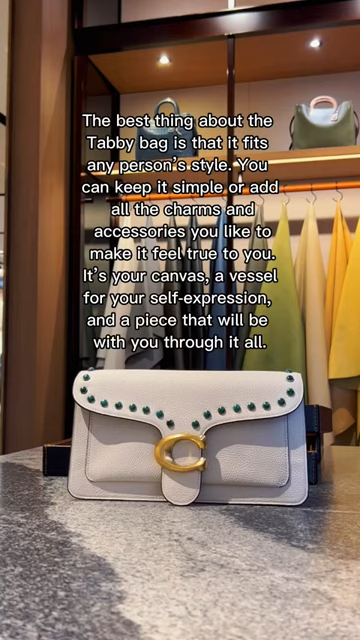 The best thing about the
Tabby bag is that it fits
any person's style. You
can keep it simple or add
all the charms and
accessories you like to
make it feel true to you.
It's your canvas, a vessel
for your self-expression,
and a piece that will be
with you through it all.